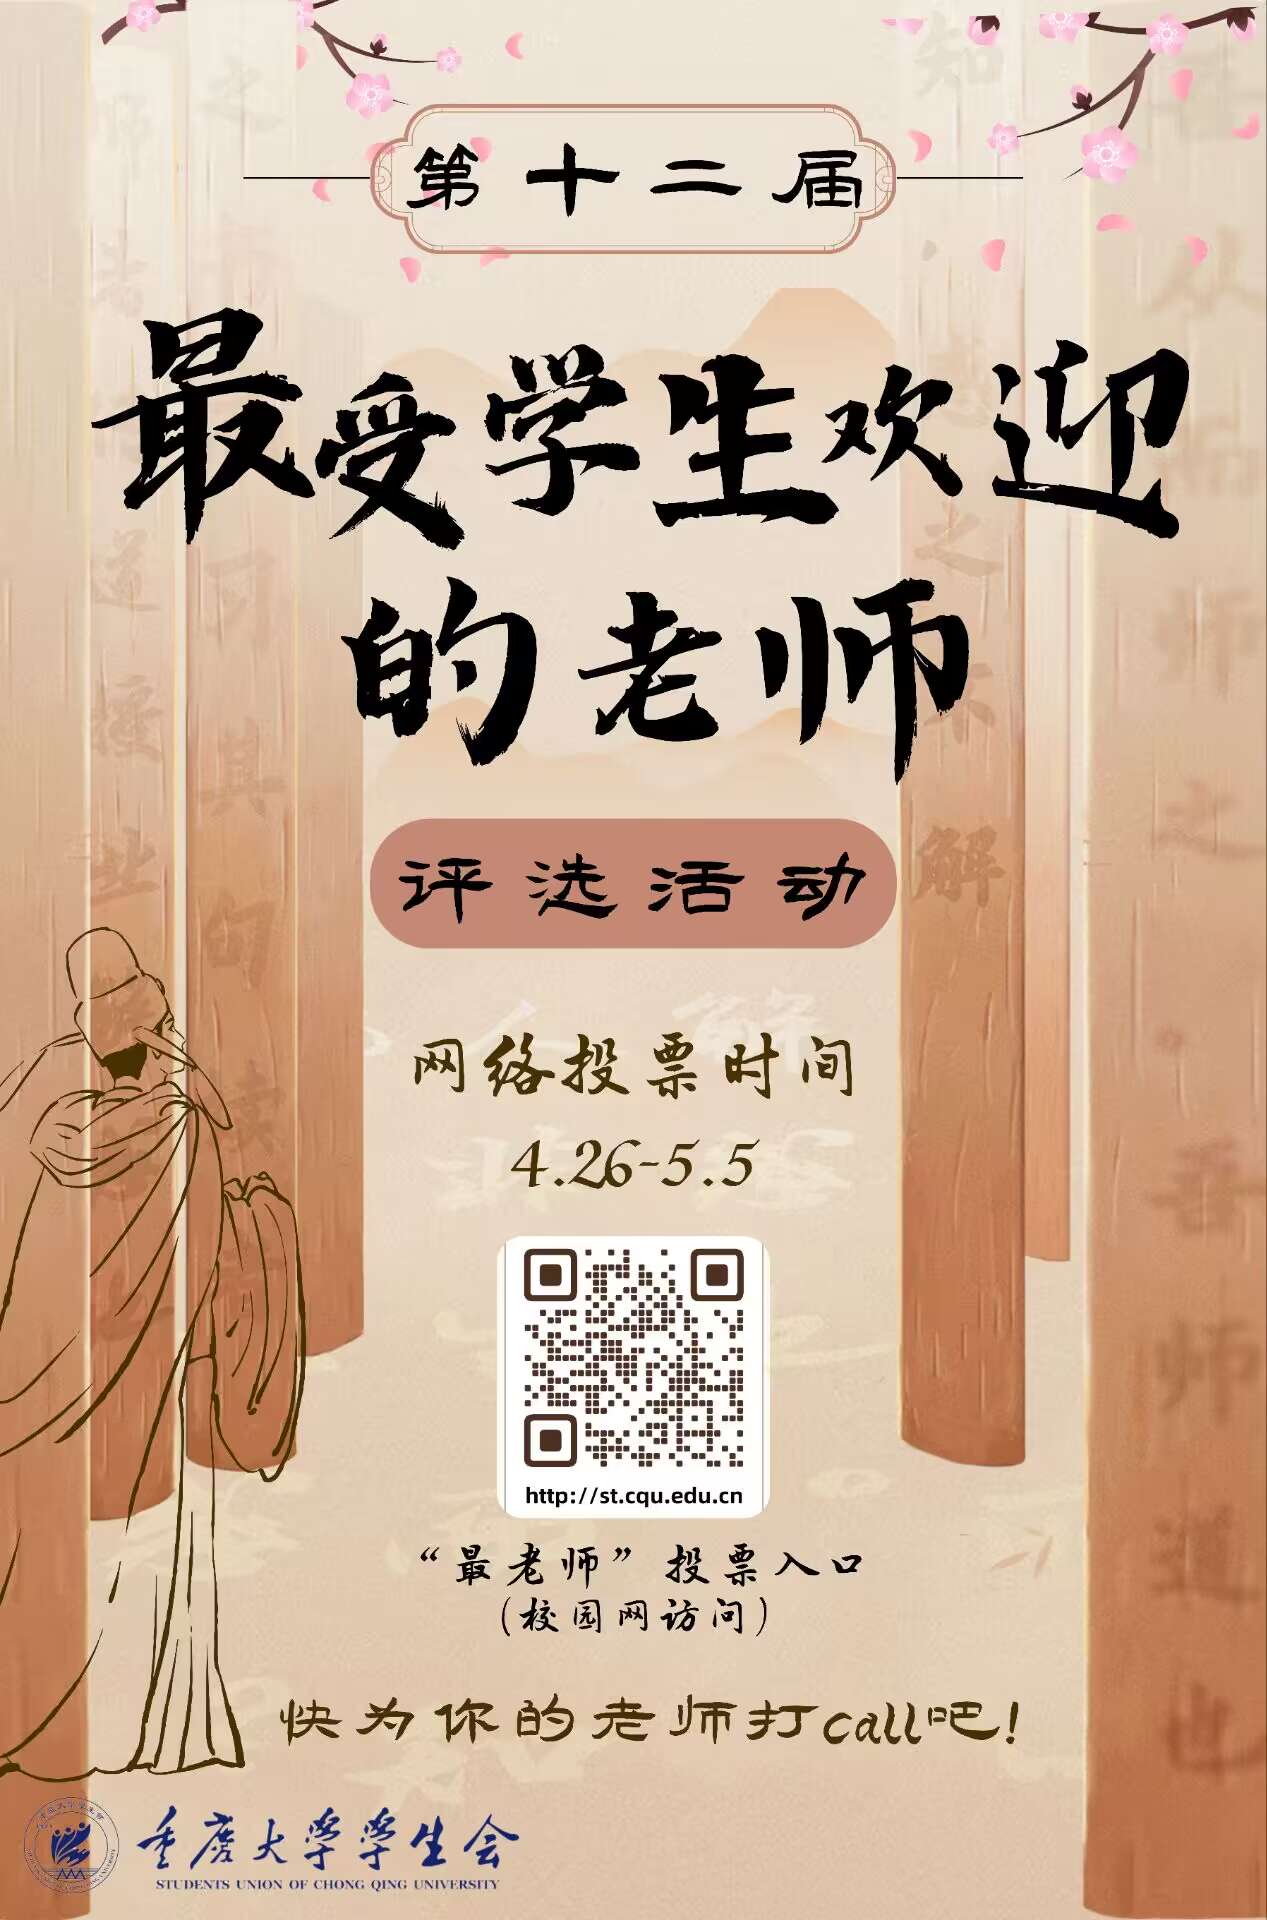 第十二届
最受学生欢迎
的老师
评选活动
网络投票时间
4.26-5.5
http://st.cqu.edu.cn
“最老师”投票入口
(校园网访问)
快为你的老师打call吧!
重庆大学学生会
STUDENTS UNION OF CHONG QING UNIVERSITY